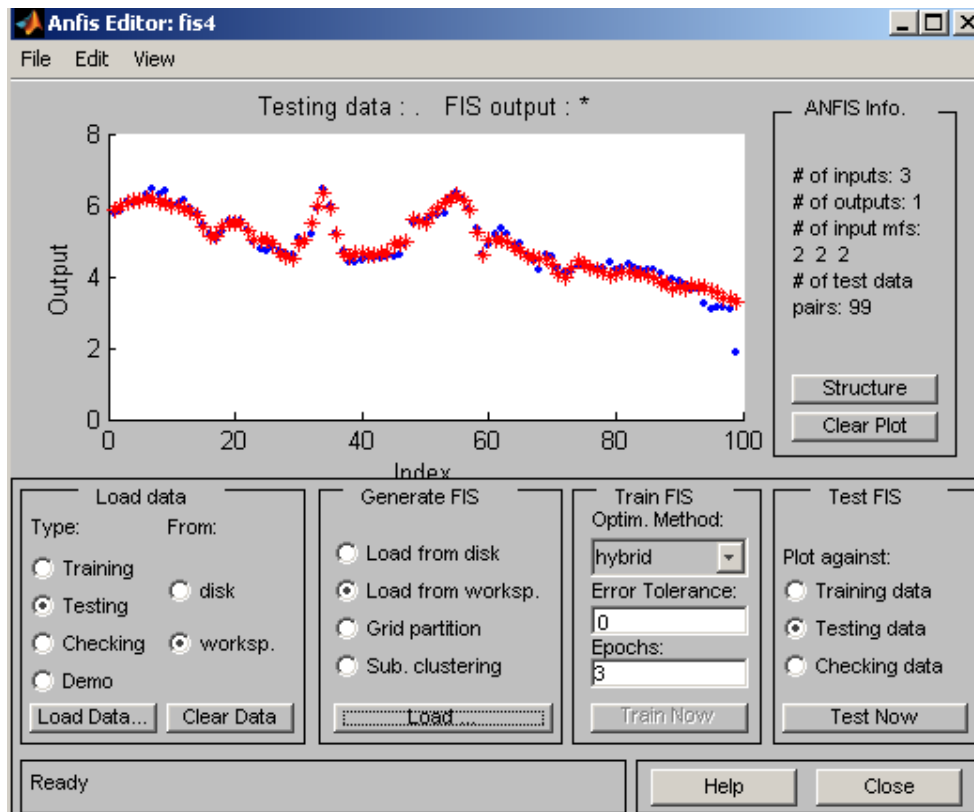 Anfis Editor: fis4
File Edit View
Testing data : . FIS output : *
8
6
4
2
0
Output
0 20 40 60 80 100
Index
ANFIS Info.
# of inputs: 3
# of outputs: 1
# of input mfs:
2 2 2
# of test data
pairs: 99
Structure
Clear Plot
Load data
Type: From:
Training
Testing
Checking
Demo
disk
worksp.
Load Data... Clear Data
Generate FIS
Load from disk
Load from worksp.
Grid partition
Sub. clustering
Load ...
Train FIS
Optim. Method:
hybrid
Error Tolerance:
0
Epochs:
3
Train Now
Test FIS
Plot against:
Training data
Testing data
Checking data
Test Now
Ready
Help Close